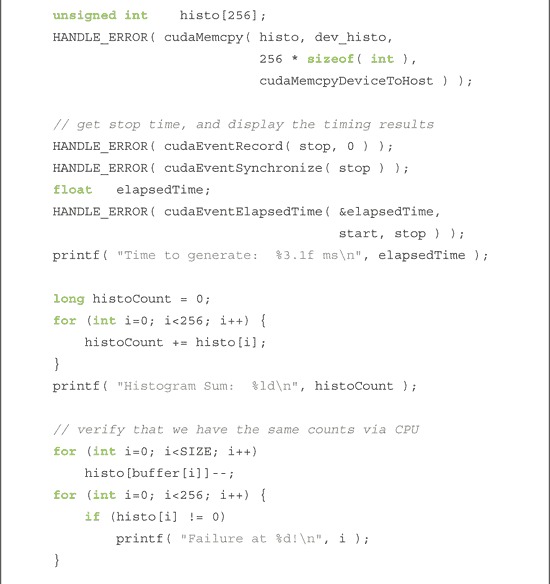 unsigned int histo[256];
HANDLE_ERROR( cudaMemcpy( histo, dev_histo,
256 * sizeof( int ),
cudaMemcpyDeviceToHost ) );
// get stop time, and display the timing results
HANDLE_ERROR( cudaEventRecord( stop, 0 ) );
HANDLE_ERROR( cudaEventSynchronize( stop ) );
float elapsedTime;
HANDLE_ERROR( cudaEventElapsedTime( &elapsedTime,
start, stop ) );
printf( "Time to generate:  %3.1f ms\n", elapsedTime );
long histoCount = 0;
for (int i=0; i<256; i++) {
histoCount += histo[i];
}
printf( "Histogram Sum:  %ld\n", histoCount );
// verify that we have the same counts via CPU
for (int i=0; i<SIZE; i++)
histo[buffer[i]]--;
for (int i=0; i<256; i++) {
if (histo[i] != 0)
printf( "Failure at %d!\n", i );
}